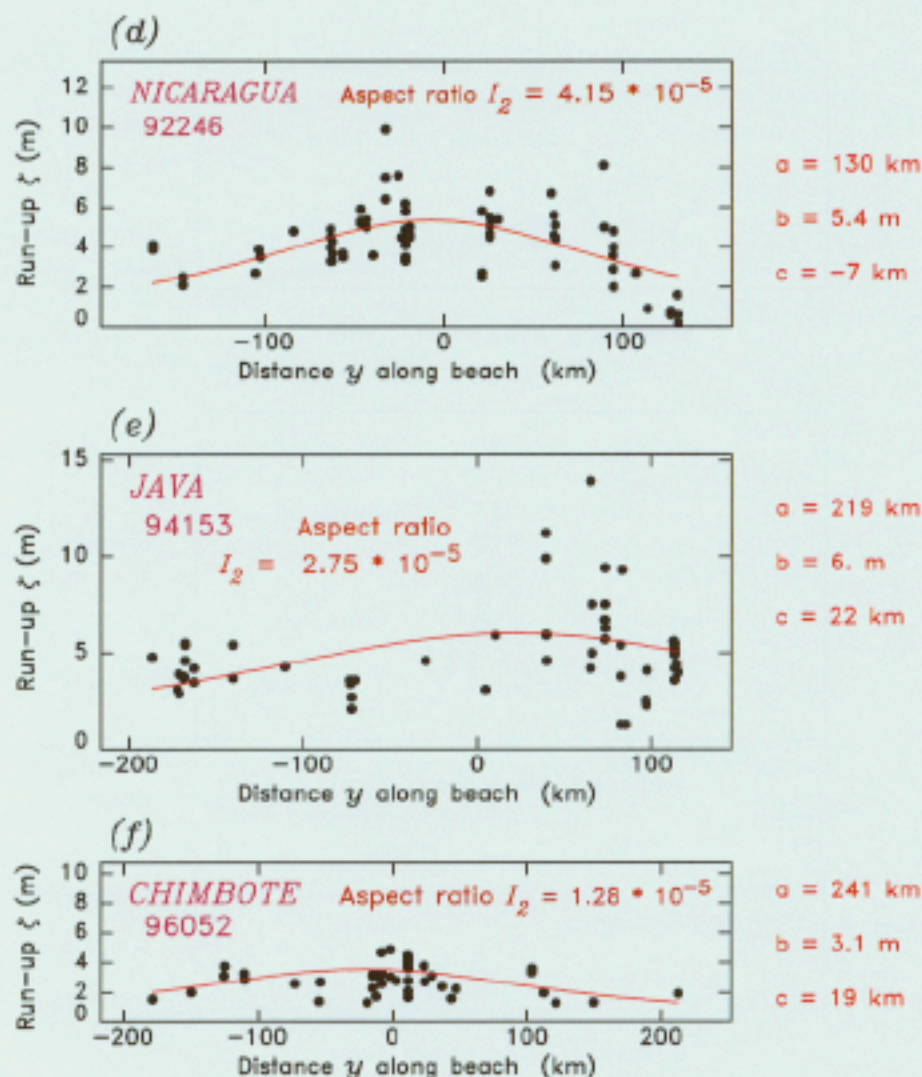 (d)
12
10
8
6
4
2
0
Run-up ζ (m)
NICARAGUA
92246
Aspect ratio I₂ = 4.15 * 10⁻⁵
a = 130 km
b = 5.4 m
c = -7 km
-100 0 100
Distance y along beach (km)
(e)
15
10
5
0
Run-up ζ (m)
JAVA
94153
Aspect ratio
I₂ = 2.75 * 10⁻⁵
a = 219 km
b = 6. m
c = 22 km
-200 -100 0 100
Distance y along beach (km)
(f)
10
8
6
4
2
0
Run-up ζ (m)
CHIMBOTE
96052
Aspect ratio I₂ = 1.28 * 10⁻⁵
a = 241 km
b = 3.1 m
c = 19 km
-200 -100 0 100 200
Distance y along beach (km)